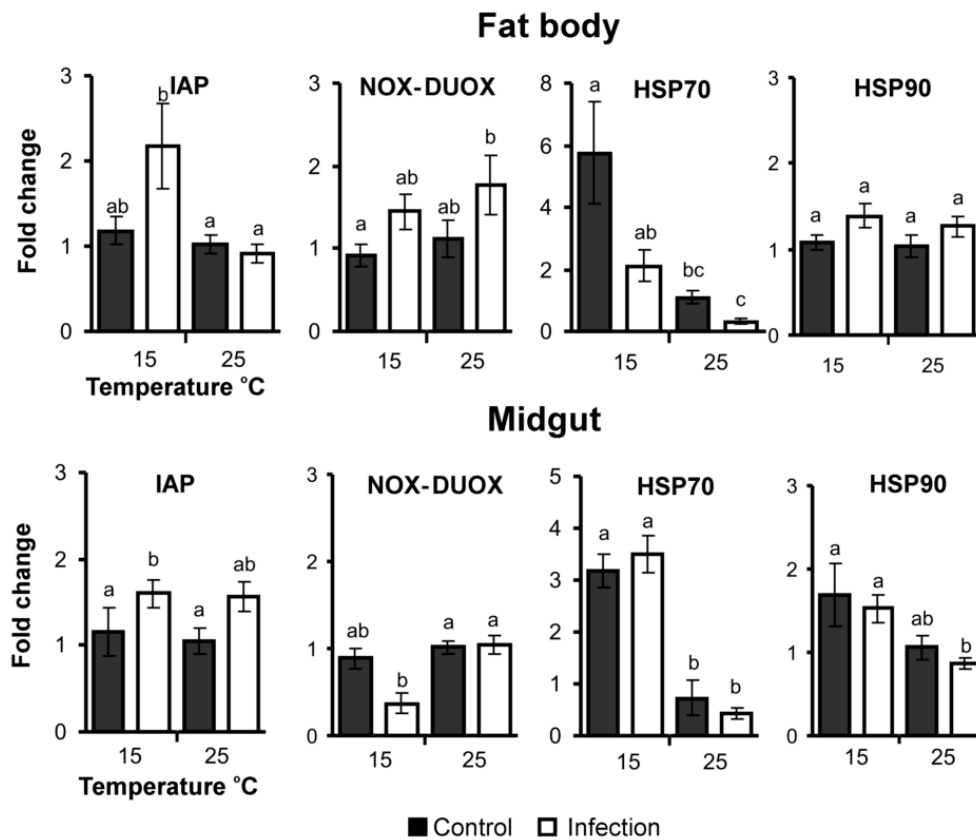 Fat body
IAP NOX-DUOX HSP70 HSP90
Fold change
3
2
1
0
ab b a a
15 25
3
2
1
0
a ab ab b
15 25
8
6
4
2
0
a ab bc c
15 25
3
2
1
0
a a a a
15 25
Temperature °C
Midgut
IAP NOX-DUOX HSP70 HSP90
Fold change
3
2
1
0
a b a ab
15 25
3
2
1
0
ab b a a
15 25
5
4
3
2
1
0
a a b b
15 25
3
2
1
0
a a ab b
15 25
Temperature °C
Control Infection